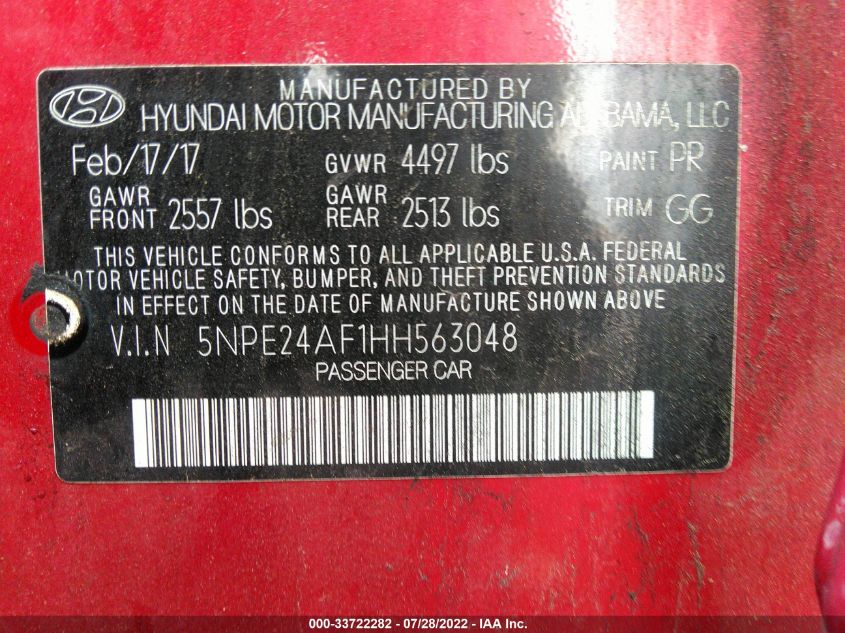 MANUFACTURED BY
HYUNDAI MOTOR MANUFACTURING ALABAMA, LLC
Feb/17/17 GVWR 4497 lbs PAINT PR
GAWR FRONT 2557 lbs GAWR REAR 2513 lbs TRIM GG
THIS VEHICLE CONFORMS TO ALL APPLICABLE U.S.A. FEDERAL
MOTOR VEHICLE SAFETY, BUMPER, AND THEFT PREVENTION STANDARDS
IN EFFECT ON THE DATE OF MANUFACTURE SHOWN ABOVE
V.I.N 5NPE24AF1HH563048
PASSENGER CAR
000-33722282 - 07/28/2022 - IAA Inc.